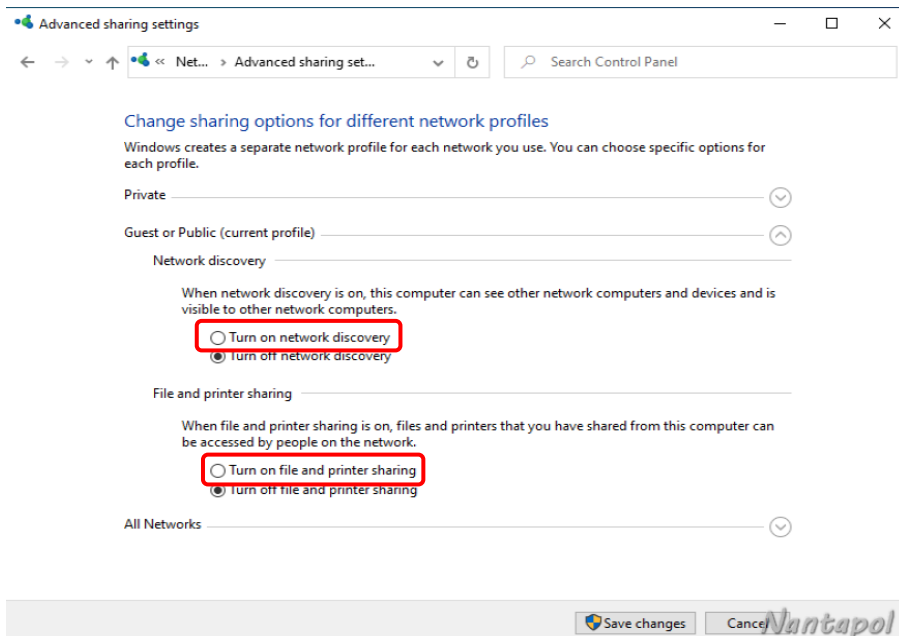 Advanced sharing settings
« Net... › Advanced sharing set...
Search Control Panel
Change sharing options for different network profiles
Windows creates a separate network profile for each network you use. You can choose specific options for
each profile.
Private
Guest or Public (current profile)
Network discovery
When network discovery is on, this computer can see other network computers and devices and is
visible to other network computers.
Turn on network discovery
Turn off network discovery
File and printer sharing
When file and printer sharing is on, files and printers that you have shared from this computer can
be accessed by people on the network.
Turn on file and printer sharing
Turn off file and printer sharing
All Networks
Save changes
Cancel
Nantapol